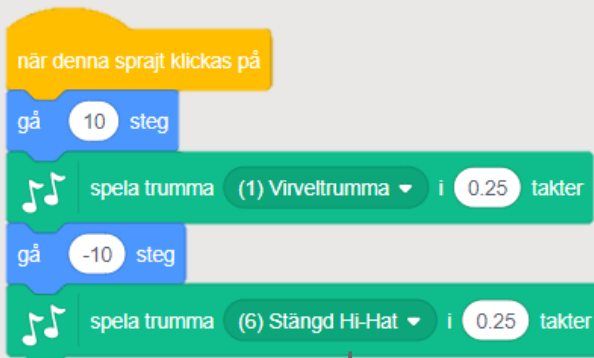 när denna sprajt klickas på
gå 10 steg
spela trumma (1) Virveltrumma i 0.25 takter
gå -10 steg
spela trumma (6) Stängd Hi-Hat i 0.25 takter